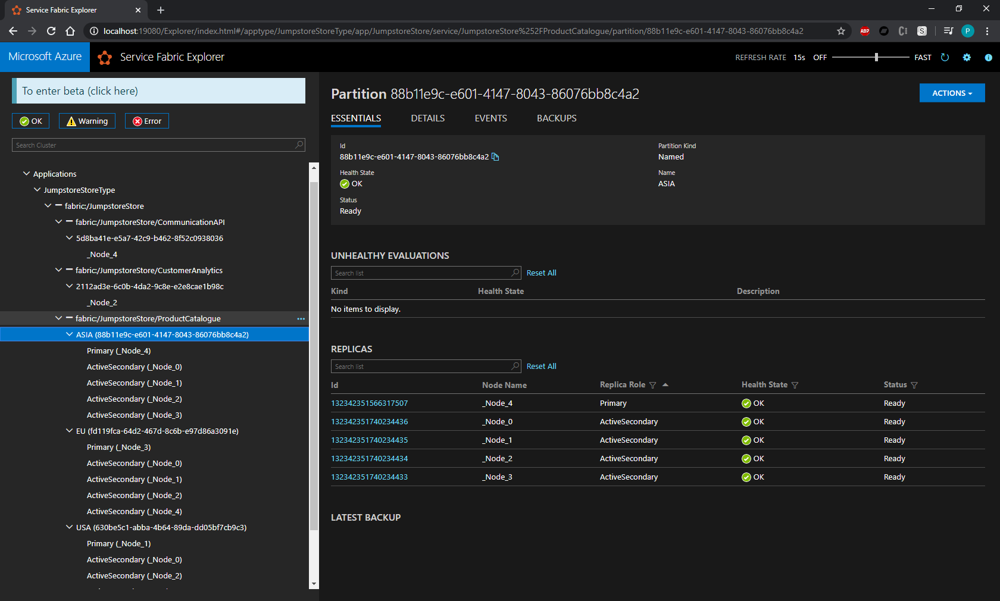 Service Fabric Explorer
localhost:19080/Explorer/index.html#/apptype/JumpstoreStoreType/app/JumpstoreStore/service/JumpstoreStore%252FProductCatalogue/partition/88b11e9c-e601-4147-8043-86076bb8c4a2
ABP
S
P
Microsoft Azure
Service Fabric Explorer
REFRESH RATE 15s OFF FAST
To enter beta (click here)
OK Warning Error
Search Cluster
Applications
JumpstoreStoreType
fabric:/JumpstoreStore
fabric:/JumpstoreStore/CommunicationAPI
5d8ba41e-e5a7-42c9-b462-8f52c0938036
_Node_4
fabric:/JumpstoreStore/CustomerAnalytics
2112ad3e-6c0b-4da2-9c8e-e2e8cae1b98c
_Node_2
fabric:/JumpstoreStore/ProductCatalogue
ASIA (88b11e9c-e601-4147-8043-86076bb8c4a2)
Primary (_Node_4)
ActiveSecondary (_Node_0)
ActiveSecondary (_Node_1)
ActiveSecondary (_Node_2)
ActiveSecondary (_Node_3)
EU (fd119fca-64d2-467d-8c6b-e97d86a3091e)
Primary (_Node_3)
ActiveSecondary (_Node_0)
ActiveSecondary (_Node_1)
ActiveSecondary (_Node_2)
ActiveSecondary (_Node_4)
USA (630be5c1-abba-4b64-89da-dd05bf7cb9c3)
Primary (_Node_1)
ActiveSecondary (_Node_0)
ActiveSecondary (_Node_2)
Partition 88b11e9c-e601-4147-8043-86076bb8c4a2
ACTIONS
ESSENTIALS DETAILS EVENTS BACKUPS
Id
88b11e9c-e601-4147-8043-86076bb8c4a2
Health State
OK
Status
Ready
Partition Kind
Named
Name
ASIA
UNHEALTHY EVALUATIONS
Search list Reset All
Kind Health State Description
No items to display.
REPLICAS
Search list Reset All
Id Node Name Replica Role Health State Status
132342351566317507 _Node_4 Primary OK Ready
132342351740234436 _Node_0 ActiveSecondary OK Ready
132342351740234435 _Node_1 ActiveSecondary OK Ready
132342351740234434 _Node_2 ActiveSecondary OK Ready
132342351740234433 _Node_3 ActiveSecondary OK Ready
LATEST BACKUP